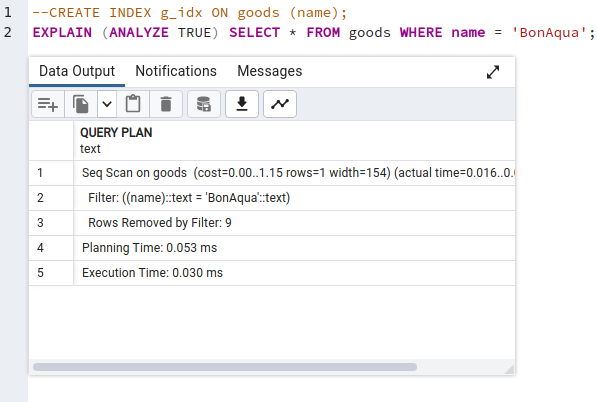 1 --CREATE INDEX g_idx ON goods (name);
2 EXPLAIN (ANALYZE TRUE) SELECT * FROM goods WHERE name = 'BonAqua';
Data Output Notifications Messages
QUERY PLAN
text
1 Seq Scan on goods (cost=0.00..1.15 rows=1 width=154) (actual time=0.016..0.
2 Filter: ((name)::text = 'BonAqua'::text)
3 Rows Removed by Filter: 9
4 Planning Time: 0.053 ms
5 Execution Time: 0.030 ms